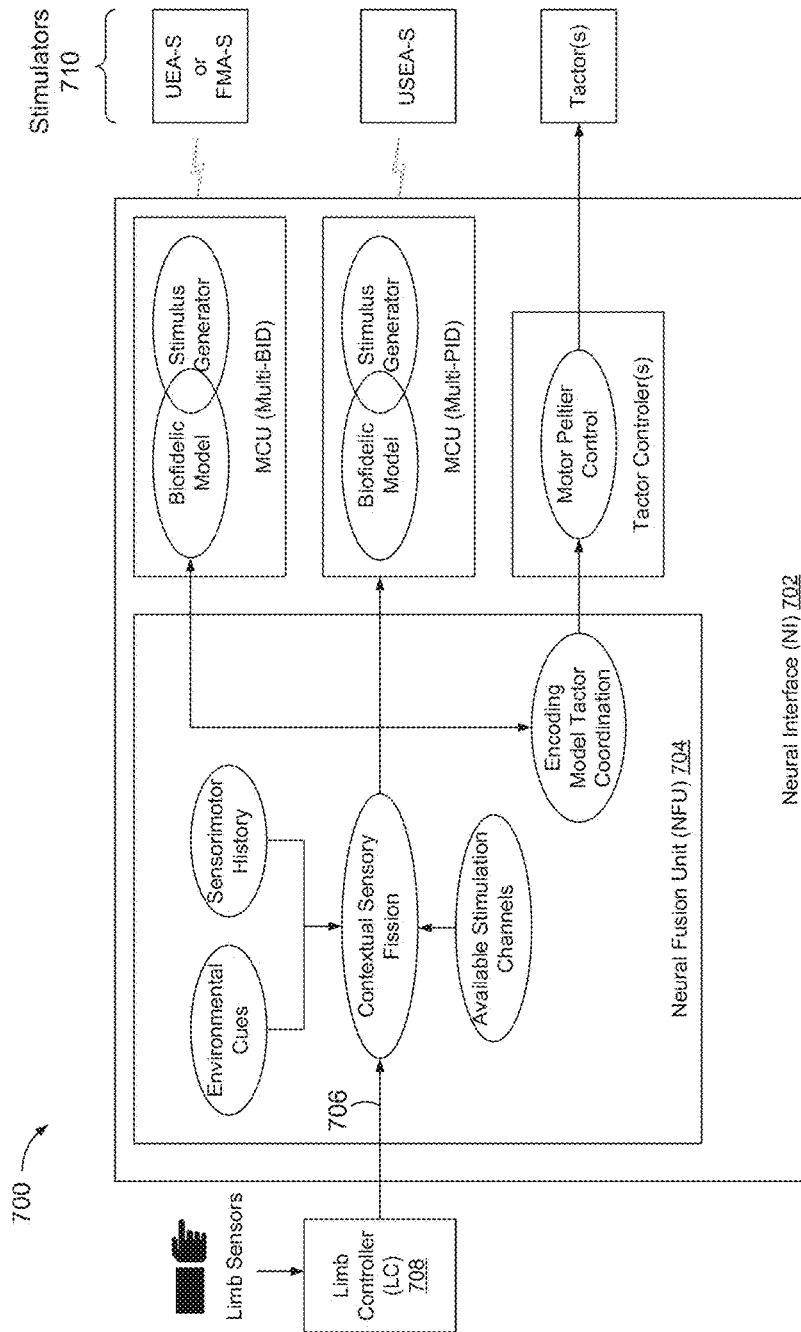 700
Limb Sensors
Limb
Controller
(LC)
708
706
Environmental
Cues
Sensorimotor
History
Contextual Sensory
Fission
Available Stimulation
Channels
Encoding
Model Tactor
Coordination
Neural Fusion Unit (NFU) 704
Biofidelic
Model
Stimulus
Generator
MCU (Multi-BID)
Biofidelic
Model
Stimulus
Generator
MCU (Multi-PID)
Motor Peltier
Control
Tactor Controler(s)
Neural Interface (NI) 702
Stimulators
710
UEA-S
or
FMA-S
USEA-S
Tactor(s)